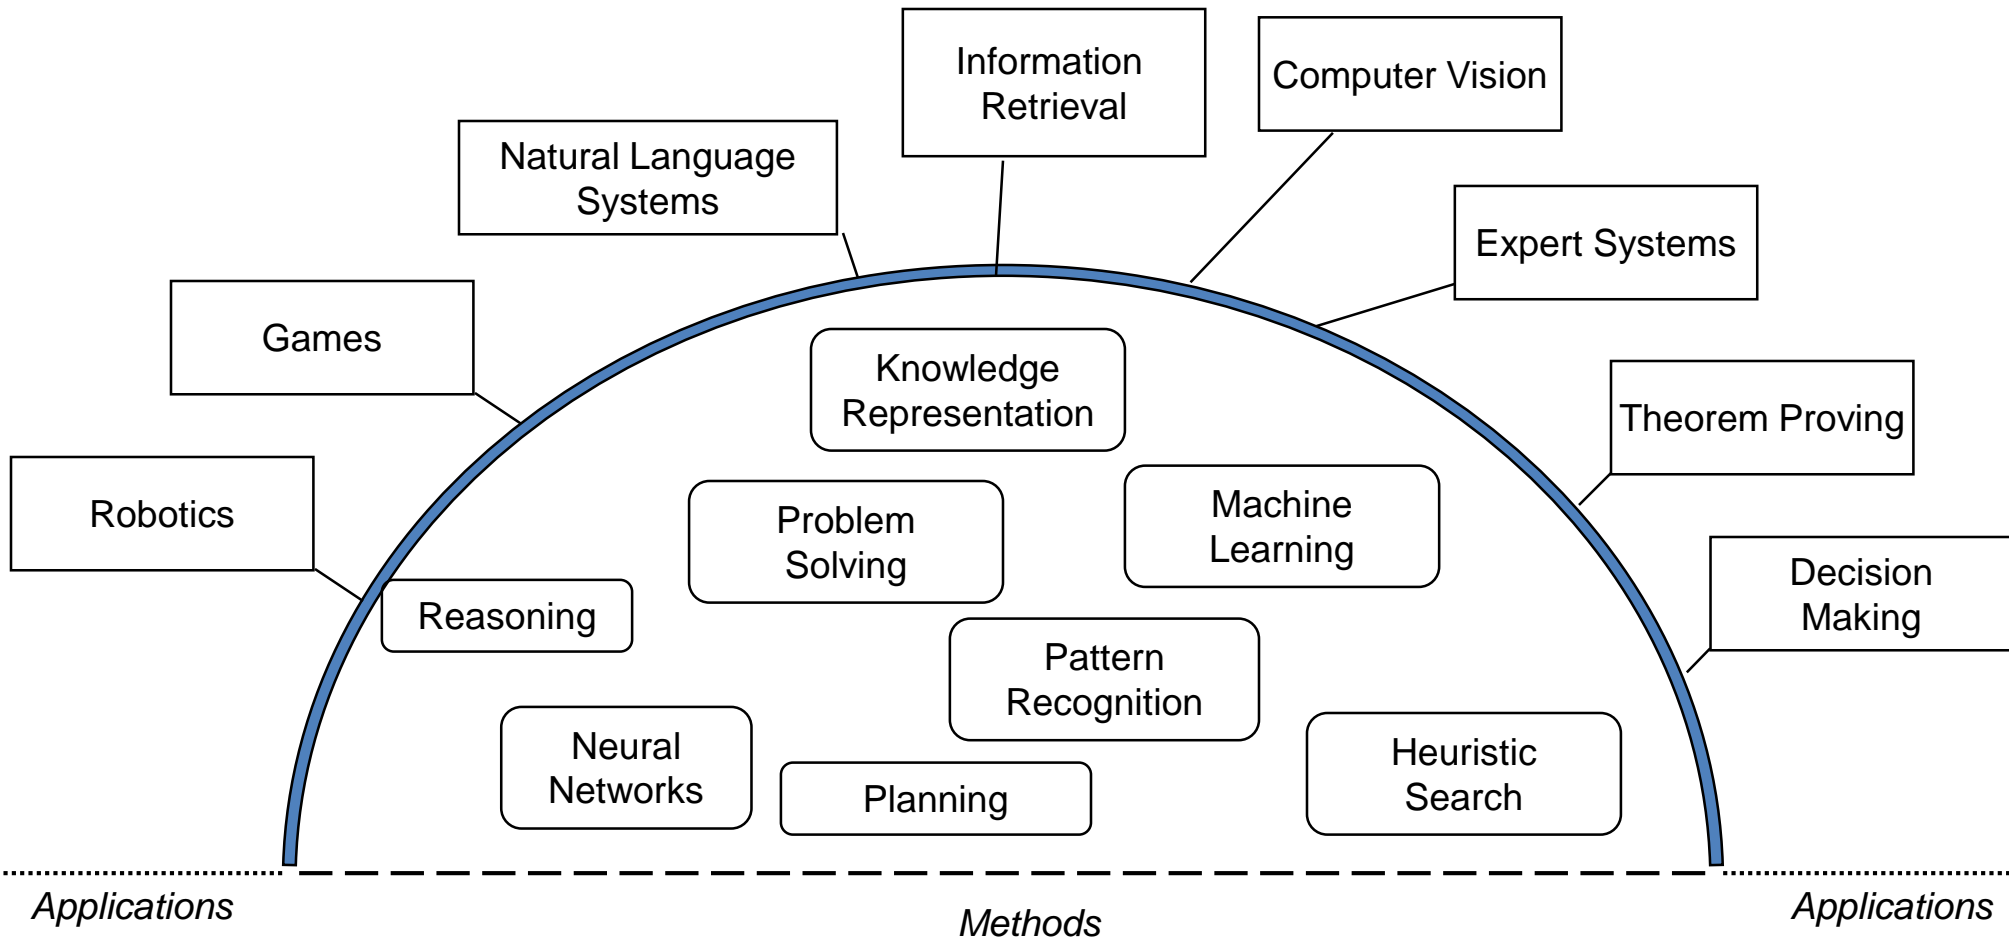 Information
Retrieval
Computer Vision
Natural Language
Systems
Expert Systems
Games
Knowledge
Representation
Theorem Proving
Robotics
Problem
Solving
Machine
Learning
Decision
Making
Reasoning
Pattern
Recognition
Neural
Networks
Planning
Heuristic
Search
Applications
Methods
Applications